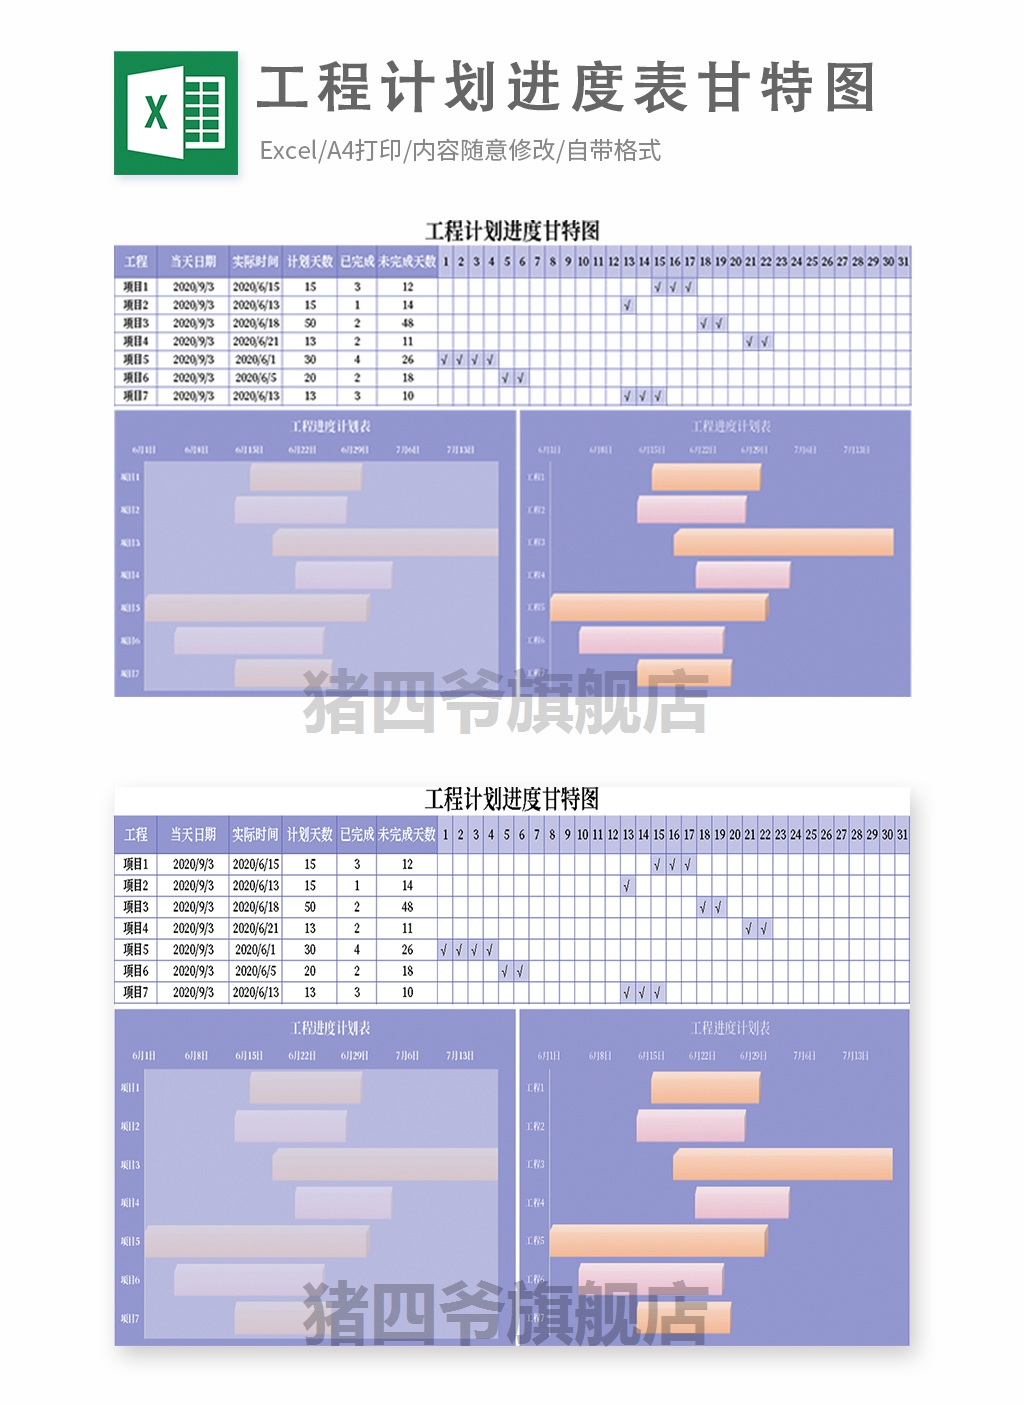 X
工程计划进度表甘特图
Excel/A4打印/内容随意修改/自带格式
工程计划进度甘特图
工程 当天日期 实际时间 计划天数 已完成 未完成天数 1 2 3 4 5 6 7 8 9 10 11 12 13 14 15 16 17 18 19 20 21 22 23 24 25 26 27 28 29 30 31
项目1 2020/9/3 2020/6/15 15 3 12 √ √ √
项目2 2020/9/3 2020/6/13 15 1 14 √
项目3 2020/9/3 2020/6/18 50 2 48 √ √
项目4 2020/9/3 2020/6/21 13 2 11 √ √
项目5 2020/9/3 2020/6/1 30 4 26 √ √ √ √
项目6 2020/9/3 2020/6/5 20 2 18 √ √
项目7 2020/9/3 2020/6/13 13 3 10 √ √ √
工程进度计划表
6月1日 6月8日 6月15日 6月22日 6月29日 7月6日 7月13日
项目1
项目2
项目3
项目4
项目5
项目6
项目7
工程进度计划表
6月1日 6月8日 6月15日 6月22日 6月29日 7月6日 7月13日
工程1
工程2
工程3
工程4
工程5
工程6
工程7
猪四爷旗舰店
工程计划进度甘特图
工程 当天日期 实际时间 计划天数 已完成 未完成天数 1 2 3 4 5 6 7 8 9 10 11 12 13 14 15 16 17 18 19 20 21 22 23 24 25 26 27 28 29 30 31
项目1 2020/9/3 2020/6/15 15 3 12 √ √ √
项目2 2020/9/3 2020/6/13 15 1 14 √
项目3 2020/9/3 2020/6/18 50 2 48 √ √
项目4 2020/9/3 2020/6/21 13 2 11 √ √
项目5 2020/9/3 2020/6/1 30 4 26 √ √ √ √
项目6 2020/9/3 2020/6/5 20 2 18 √ √
项目7 2020/9/3 2020/6/13 13 3 10 √ √ √
工程进度计划表
6月1日 6月8日 6月15日 6月22日 6月29日 7月6日 7月13日
项目1
项目2
项目3
项目4
项目5
项目6
项目7
工程进度计划表
6月1日 6月8日 6月15日 6月22日 6月29日 7月6日 7月13日
工程1
工程2
工程3
工程4
工程5
工程6
工程7
猪四爷旗舰店